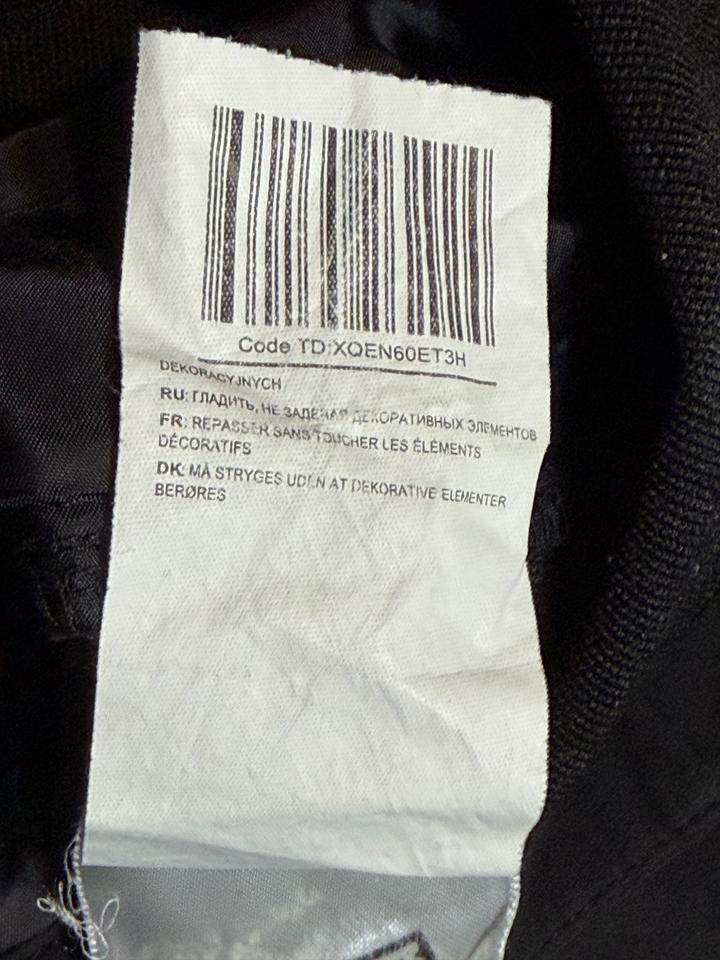 Code TD:XQEN60ET3H
DEKORACYJNYCH
RU: ГЛАДИТЬ, НЕ ЗАДЕВАЯ ДЕКОРАТИВНЫХ ЭЛЕМЕНТОВ
FR: REPASSER SANS TOUCHER LES ÉLÉMENTS
DÉCORATIFS
DK: MÅ STRYGES UDEN AT DEKORATIVE ELEMENTER
BERØRES